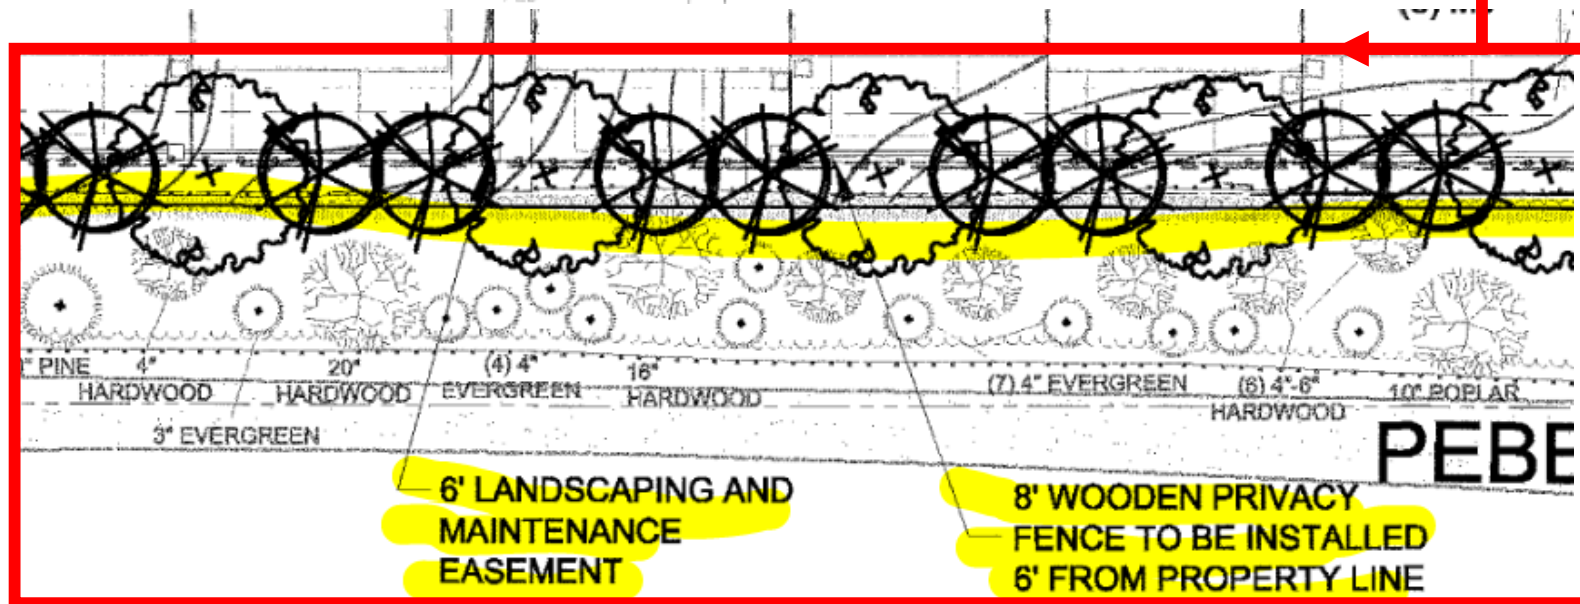 PINE
4"
20"
(4) 4"
16"
HARDWOOD
HARDWOOD
EVERGREEN
HARDWOOD
(7) 4" EVERGREEN
(6) 4"-6"
HARDWOOD
10" POPLAR
3" EVERGREEN
PEBB
6' LANDSCAPING AND
MAINTENANCE
EASEMENT
8' WOODEN PRIVACY
FENCE TO BE INSTALLED
6' FROM PROPERTY LINE